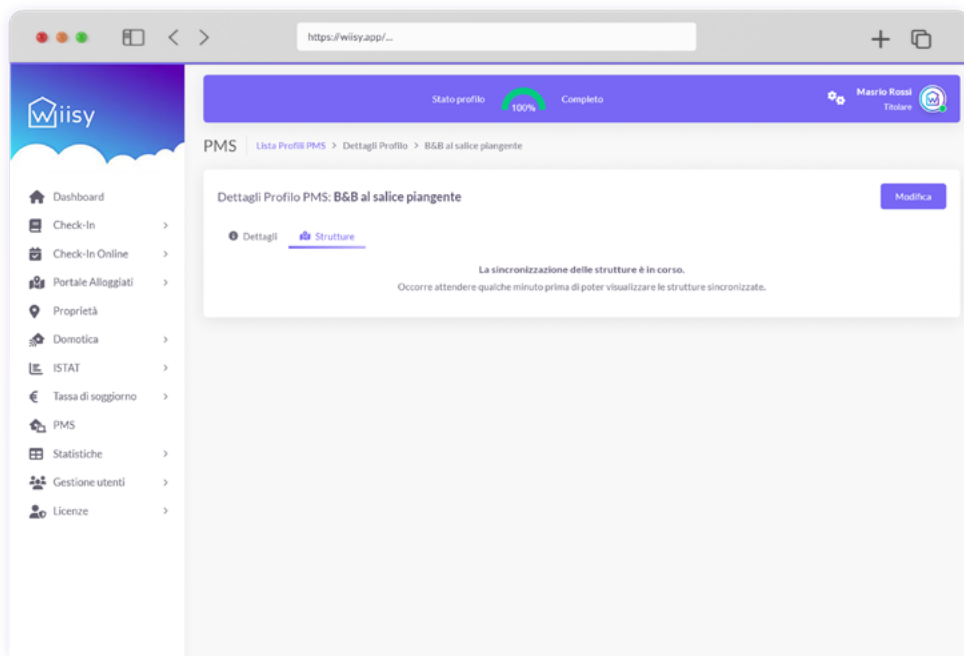 https://wiisy.app/...
Wiisy
Stato profilo 100% Completo
Masrio Rossi
Titolare
PMS Lista Profili PMS > Dettagli Profilo > B&B al salice piangente
Dettagli Profilo PMS: B&B al salice piangente
Modifica
Dettagli Strutture
La sincronizzazione delle strutture è in corso.
Occorre attendere qualche minuto prima di poter visualizzare le strutture sincronizzate.
Dashboard
Check-In
Check-In Online
Portale Alloggiati
Proprietà
Domotica
ISTAT
Tassa di soggiorno
PMS
Statistiche
Gestione utenti
Licenze